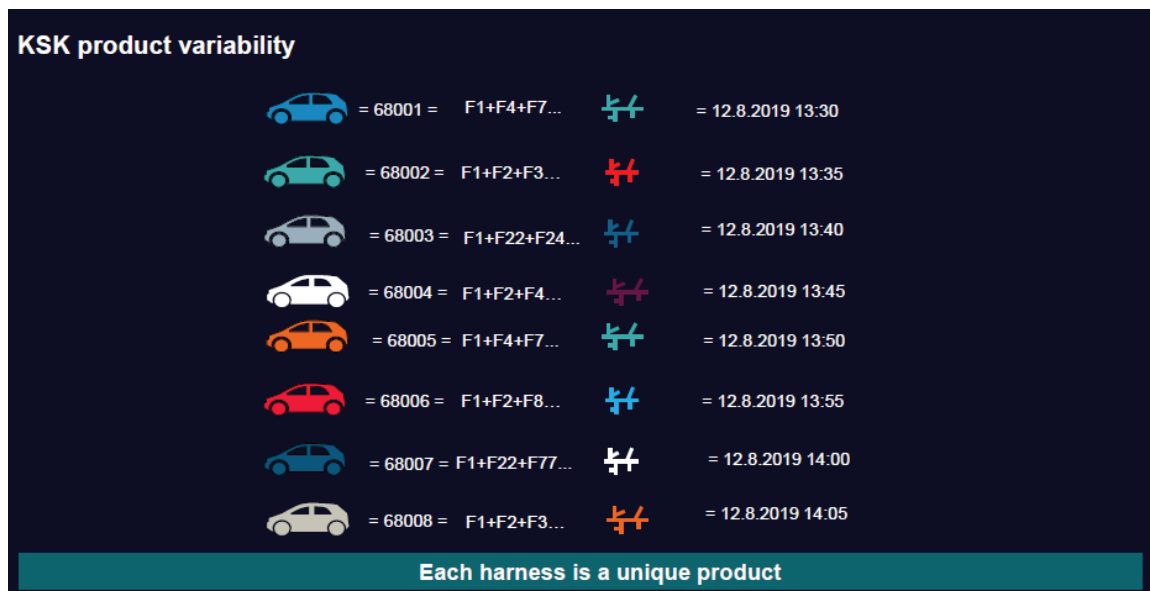 KSK product variability
= 68001 = F1+F4+F7... = 12.8.2019 13:30
= 68002 = F1+F2+F3... = 12.8.2019 13:35
= 68003 = F1+F22+F24... = 12.8.2019 13:40
= 68004 = F1+F2+F4... = 12.8.2019 13:45
= 68005 = F1+F4+F7... = 12.8.2019 13:50
= 68006 = F1+F2+F8... = 12.8.2019 13:55
= 68007 = F1+F22+F77... = 12.8.2019 14:00
= 68008 = F1+F2+F3... = 12.8.2019 14:05
Each harness is a unique product